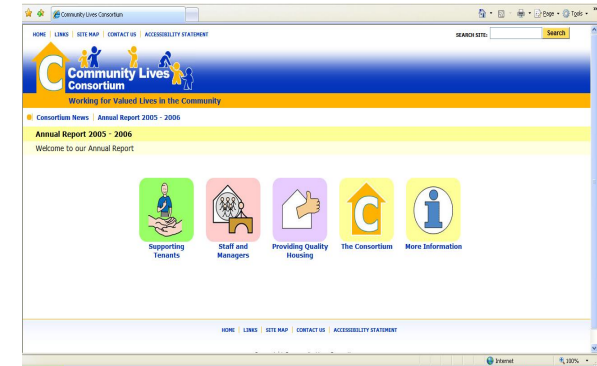 Community Lives Consortium
Page Tools
HOME | LINKS | SITE MAP | CONTACT US | ACCESSIBILITY STATEMENT
SEARCH SITE: Search
C Community Lives
Consortium
Working for Valued Lives in the Community
Consortium News | Annual Report 2005 - 2006
Annual Report 2005 - 2006
Welcome to our Annual Report
C
i
Supporting Tenants
Staff and Managers
Providing Quality Housing
The Consortium
More Information
HOME | LINKS | SITE MAP | CONTACT US | ACCESSIBILITY STATEMENT
Internet 100%